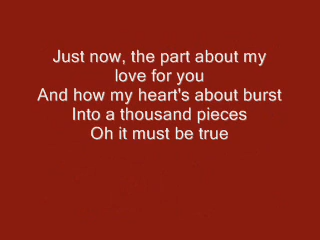 Just now, the part about my
love for you
And how my heart's about burst
Into a thousand pieces
Oh it must be true